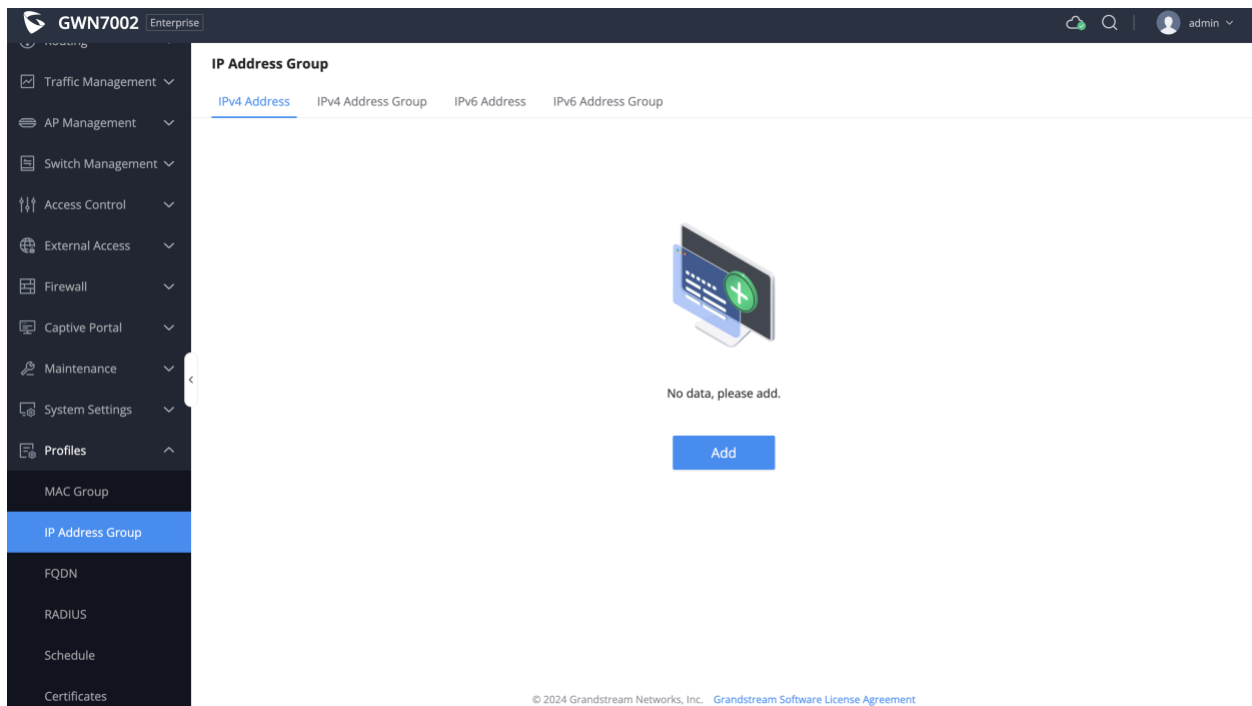 GWN7002 Enterprise
admin
Routing
Traffic Management
AP Management
Switch Management
Access Control
External Access
Firewall
Captive Portal
Maintenance
System Settings
Profiles
MAC Group
IP Address Group
FQDN
RADIUS
Schedule
Certificates
IP Address Group
IPv4 Address IPv4 Address Group IPv6 Address IPv6 Address Group
No data, please add.
Add
© 2024 Grandstream Networks, Inc. Grandstream Software License Agreement